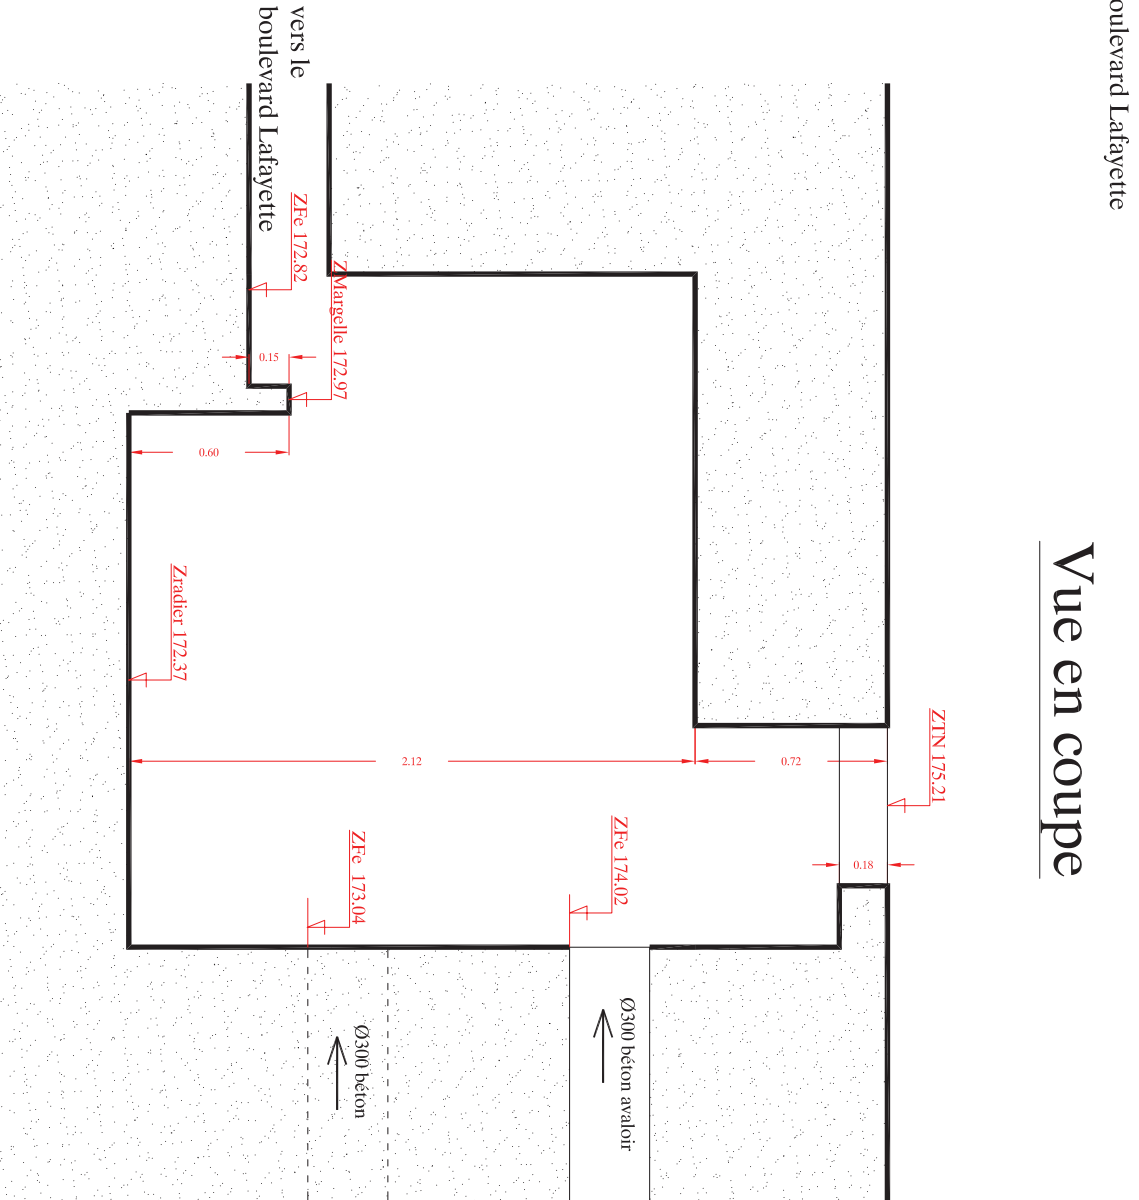 oulevard Lafayette
Vue en coupe
ZTN 175.21
0.72
0.18
2.12
ZFe 174.02
Ø300 béton avaloir
vers le
boulevard Lafayette
ZFe 172.82
ZMargelle 172.97
0.15
0.60
ZFe 173.04
Ø300 béton
Zradier 172.37